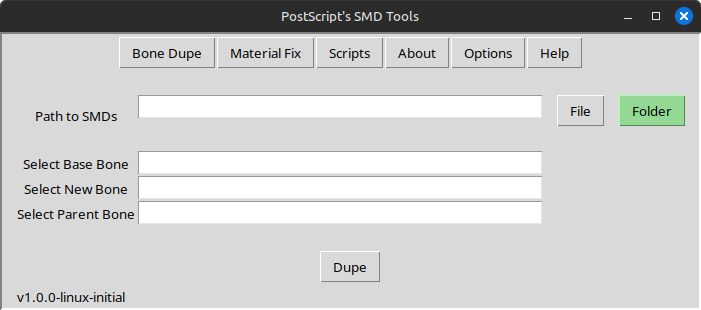 PostScript's SMD Tools
Bone Dupe Material Fix Scripts About Options Help
Path to SMDs File Folder
Select Base Bone
Select New Bone
Select Parent Bone
Dupe
v1.0.0-linux-initial